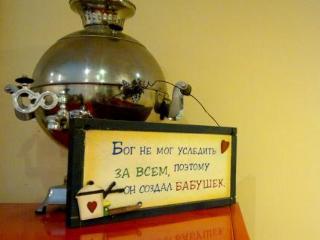 БОГ НЕ МОГ УСЛЕДИТЬ
ЗА ВСЕМ, ПОЭТОМУ
ОН СОЗДАЛ БАБУШЕК.